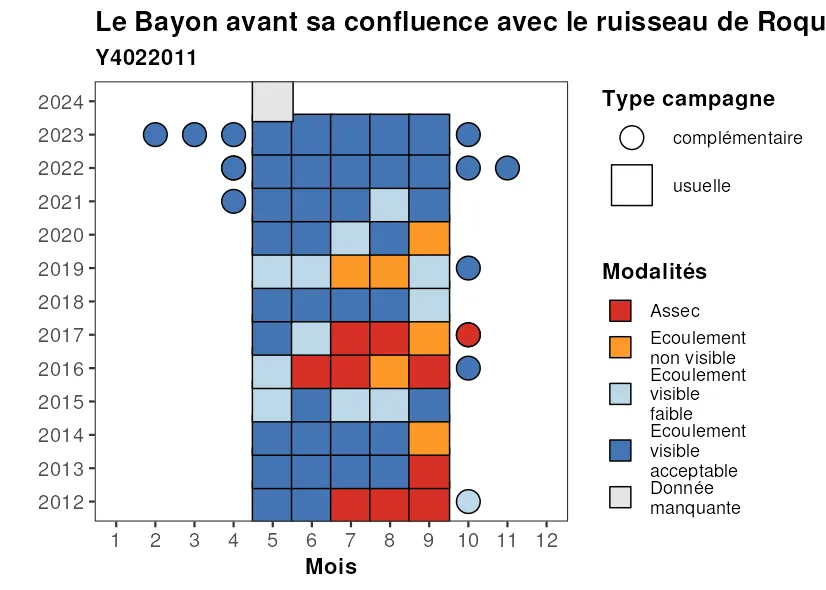 Le Bayon avant sa confluence avec le ruisseau de Roqu
Y4022011
2024
2023
2022
2021
2020
2019
2018
2017
2016
2015
2014
2013
2012
1 2 3 4 5 6 7 8 9 10 11 12
Mois
Type campagne
complémentaire
usuelle
Modalités
Assec
Ecoulement
non visible
Ecoulement
visible
faible
Ecoulement
visible
acceptable
Donnée
manquante